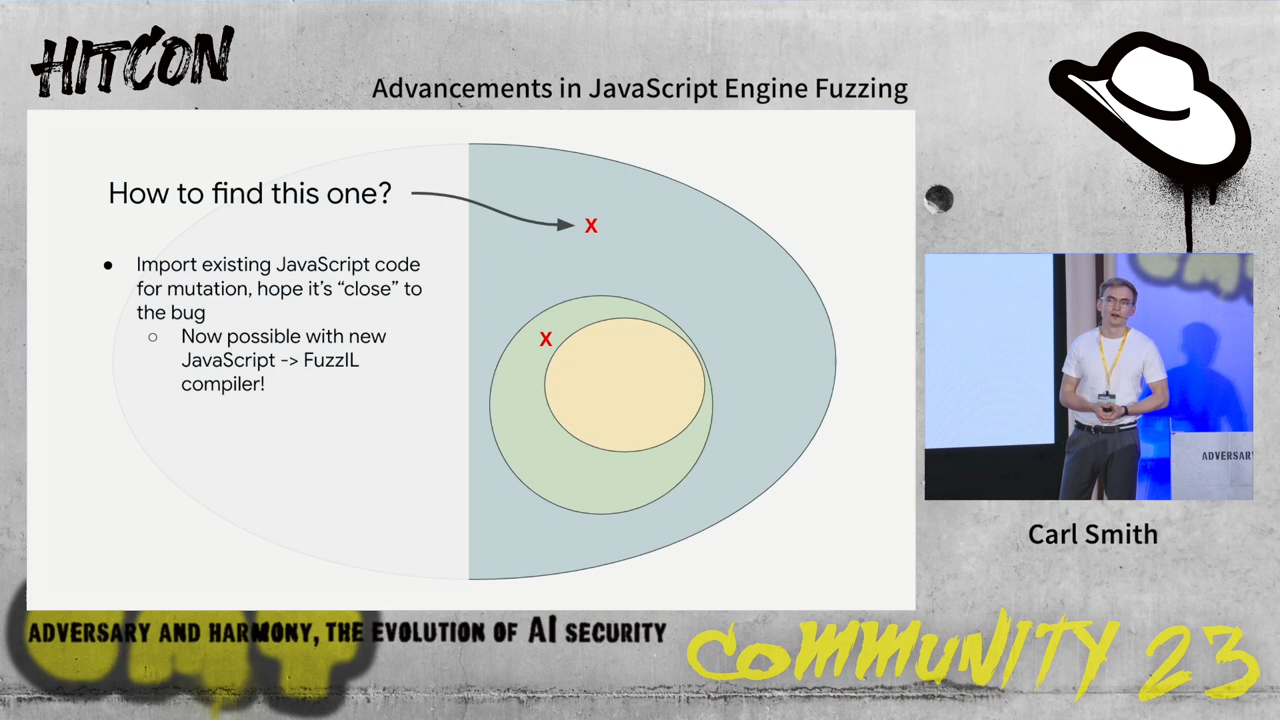 HITCON
Advancements in JavaScript Engine Fuzzing
How to find this one?
X
● Import existing JavaScript code
for mutation, hope it’s “close” to
the bug
○ Now possible with new
JavaScript -> FuzzIL
compiler!
X
ADVERSARY
Carl Smith
ADVERSARY AND HARMONY, THE EVOLUTION OF AI SECURITY
COMMUNITY 23